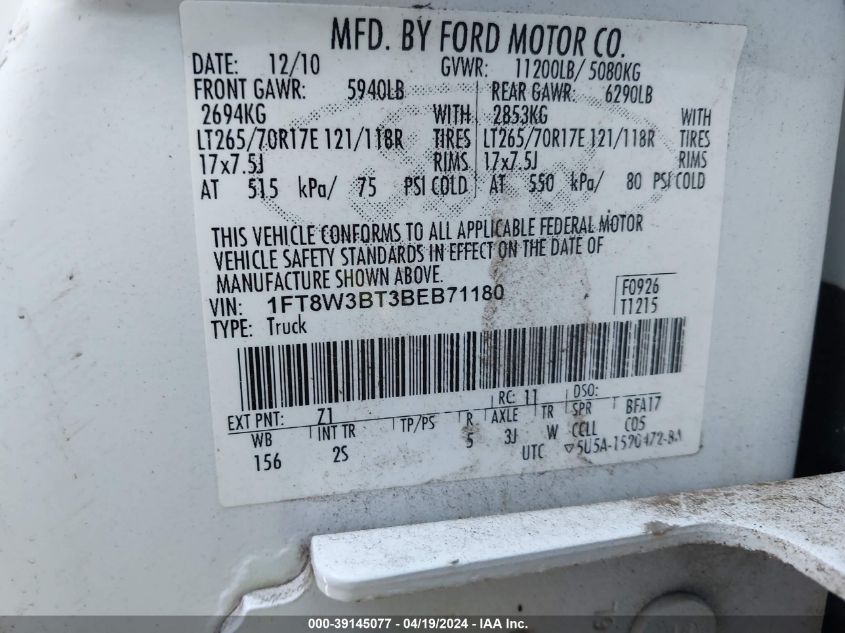 MFD. BY FORD MOTOR CO.
DATE: 12/10 GVWR: 11200LB/ 5080KG
FRONT GAWR: 5940LB REAR GAWR: 6290LB
2694KG WITH 2853KG WITH
LT265/70R17E 121/118R TIRES LT265/70R17E 121/118R TIRES
17x7.5J RIMS 17x7.5J RIMS
AT 515 kPa/ 75 PSI COLD AT 550 kPa/ 80 PSI COLD
THIS VEHICLE CONFORMS TO ALL APPLICABLE FEDERAL MOTOR
VEHICLE SAFETY STANDARDS IN EFFECT ON THE DATE OF
MANUFACTURE SHOWN ABOVE.
VIN: 1FT8W3BT3BEB71180 F0926
TYPE: Truck T1215
EXT PNT: Z1 RC: 11 DSO:
WB INT TR TP/PS R AXLE TR SPR BFA17
156 2S 5 3J W CCLL C05
UTC ▽5U5A-1520472-BA
000-39145077 - 04/19/2024 - IAA Inc.